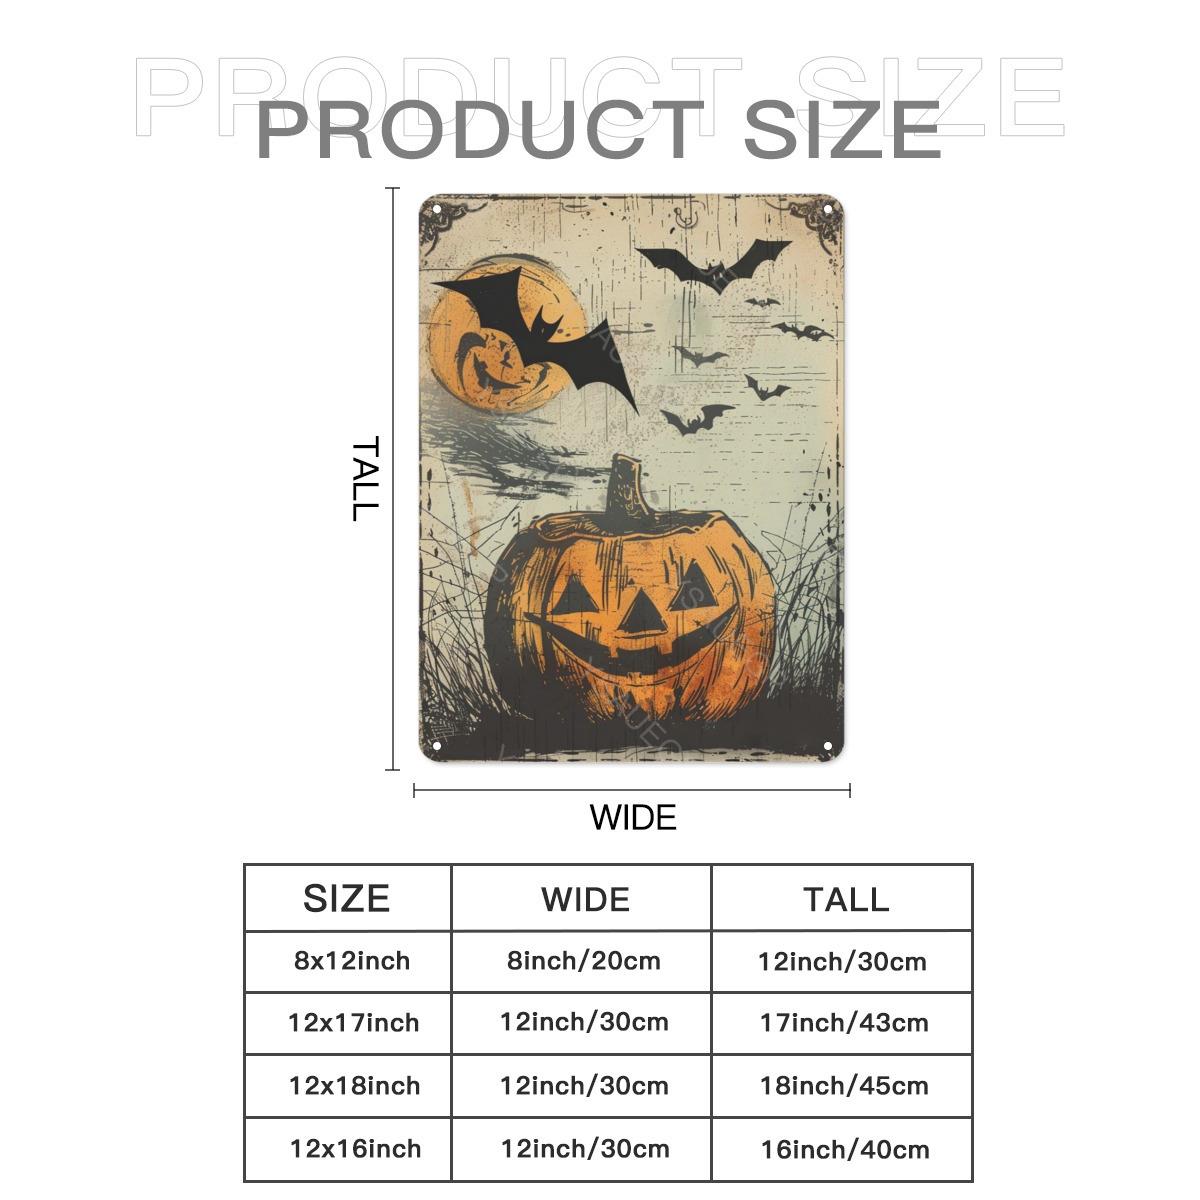 PRODUCT SIZE
PRODUCT SIZE
TALL
WIDE
SIZE WIDE TALL
8x12inch 8inch/20cm 12inch/30cm
12x17inch 12inch/30cm 17inch/43cm
12x18inch 12inch/30cm 18inch/45cm
12x16inch 12inch/30cm 16inch/40cm